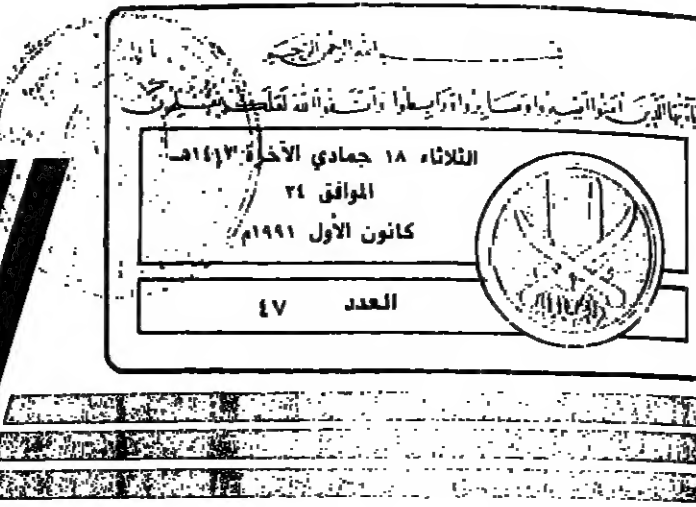 بسم الله الرحمن الرحيم
يا أيها الذين آمنوا اصبروا وصابروا ورابطوا واتقوا الله لعلكم تفلحون
الثلاثاء ١٨ جمادي الآخرة ١٤١٢هـ
الموافق ٢٤
كانون الأول ١٩٩١م
العدد ٤٧